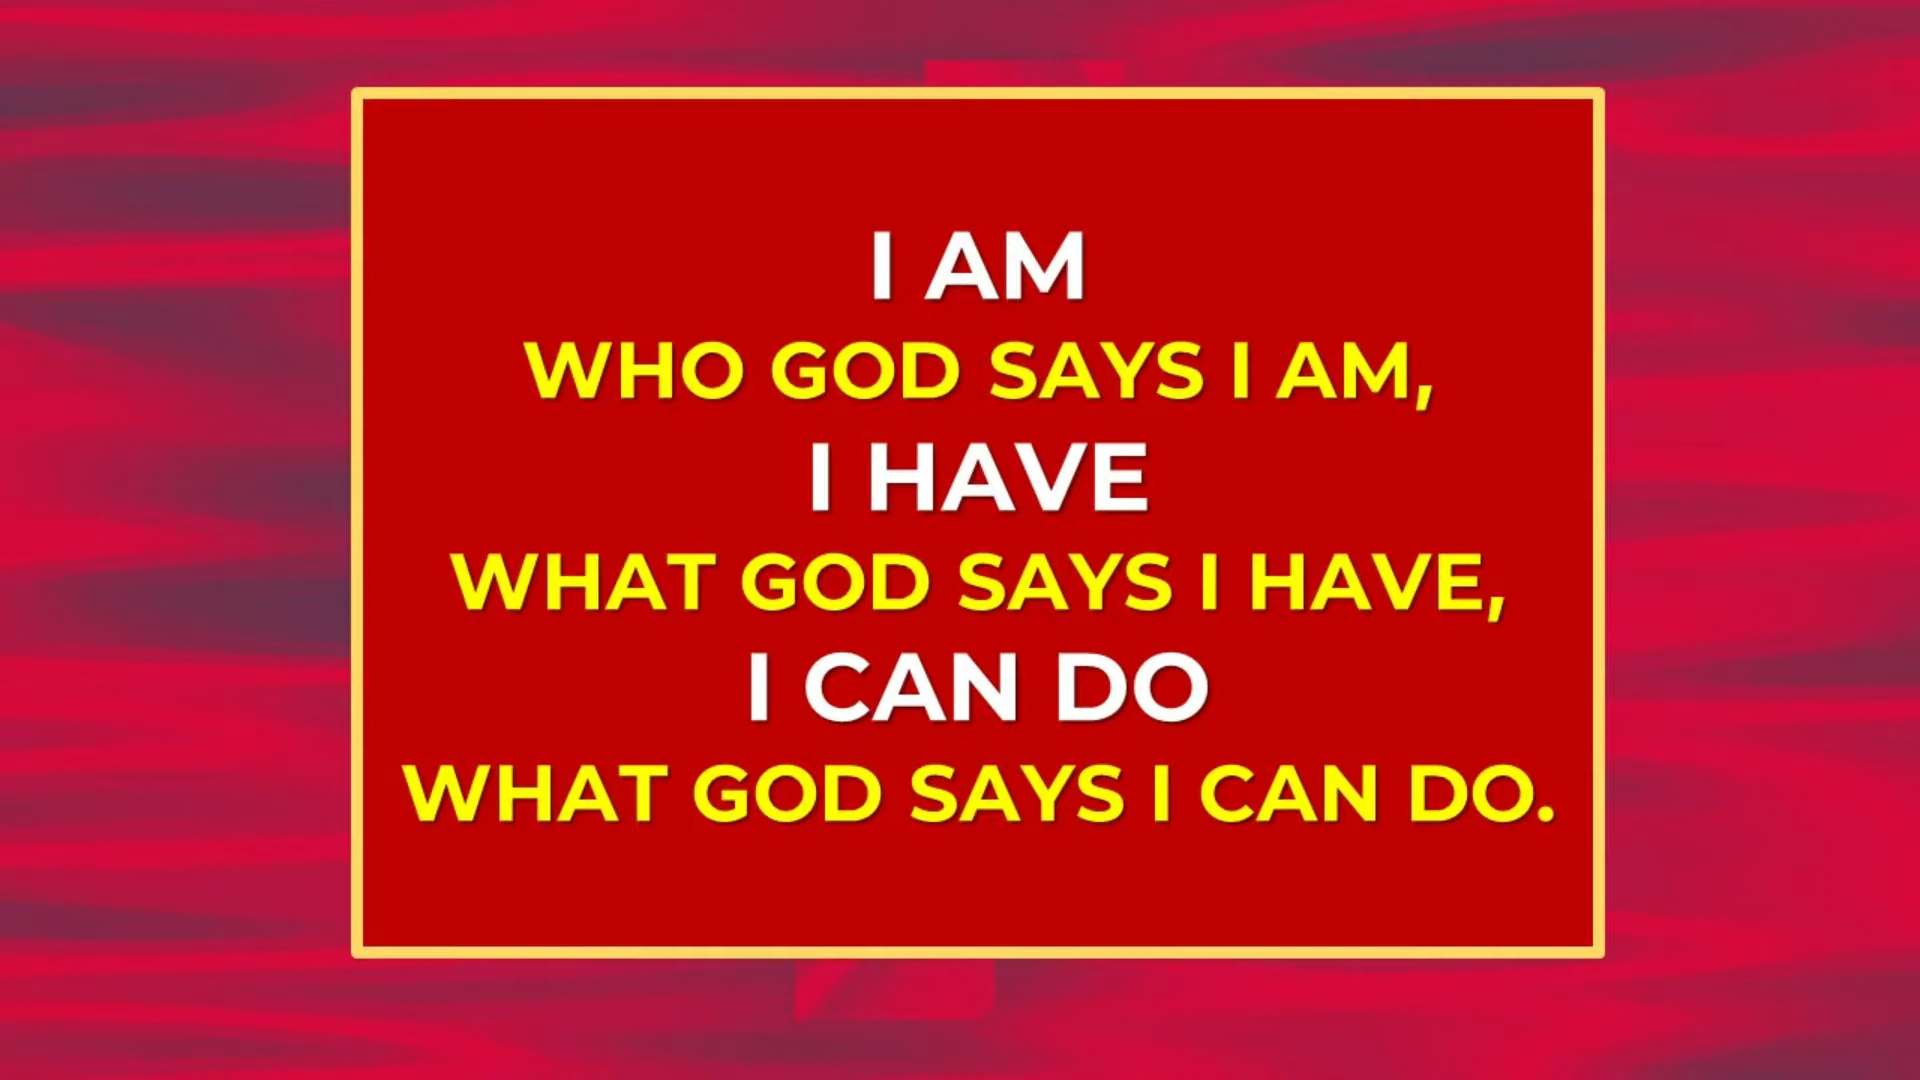 I AM
WHO GOD SAYS I AM,
I HAVE
WHAT GOD SAYS I HAVE,
I CAN DO
WHAT GOD SAYS I CAN DO.